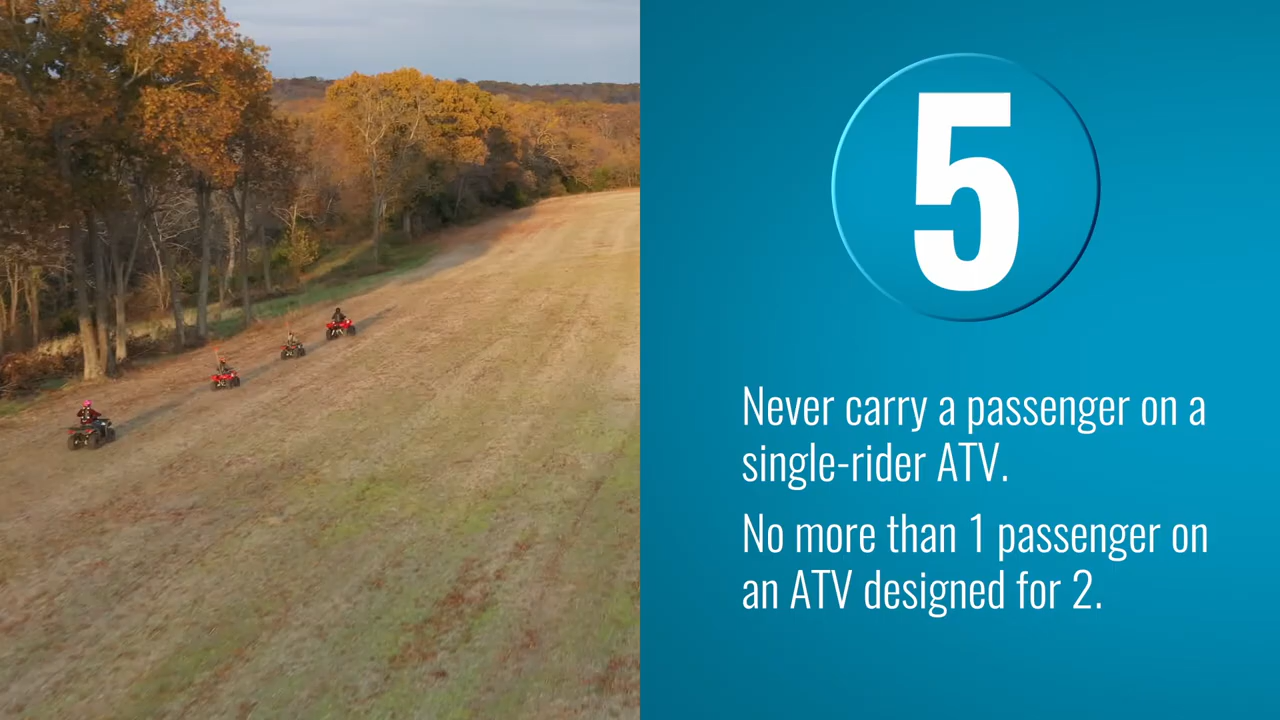 5
Never carry a passenger on a
single-rider ATV.
No more than 1 passenger on
an ATV designed for 2.